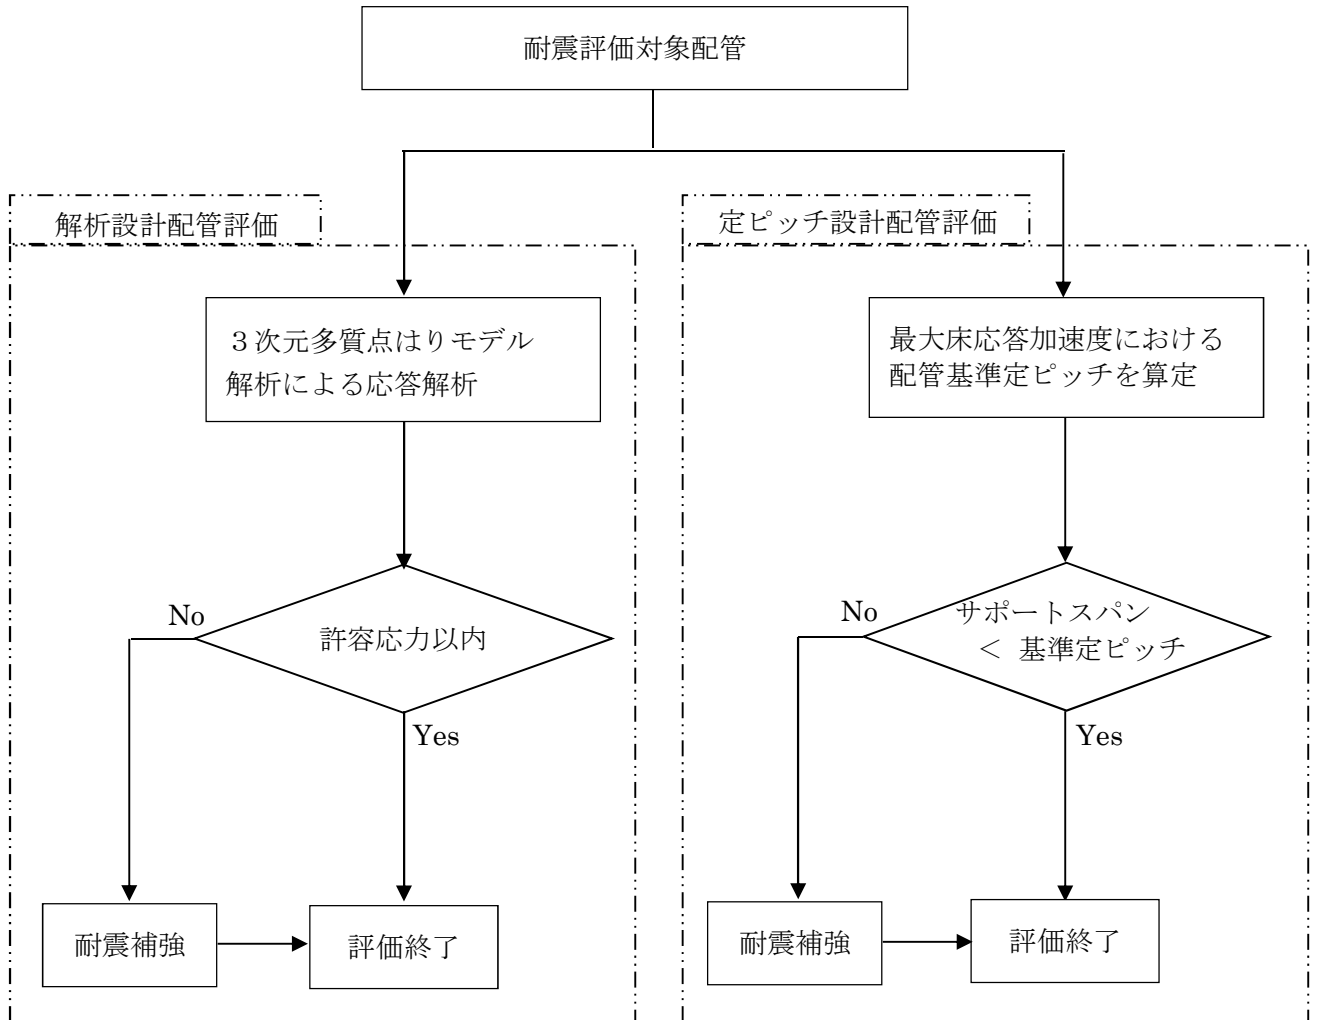 耐震評価対象配管
解析設計配管評価
３次元多質点はりモデル
解析による応答解析
許容応力以内
No
Yes
耐震補強
評価終了
定ピッチ設計配管評価
最大床応答加速度における
配管基準定ピッチを算定
サポートスパン
＜ 基準定ピッチ
No
Yes
耐震補強
評価終了